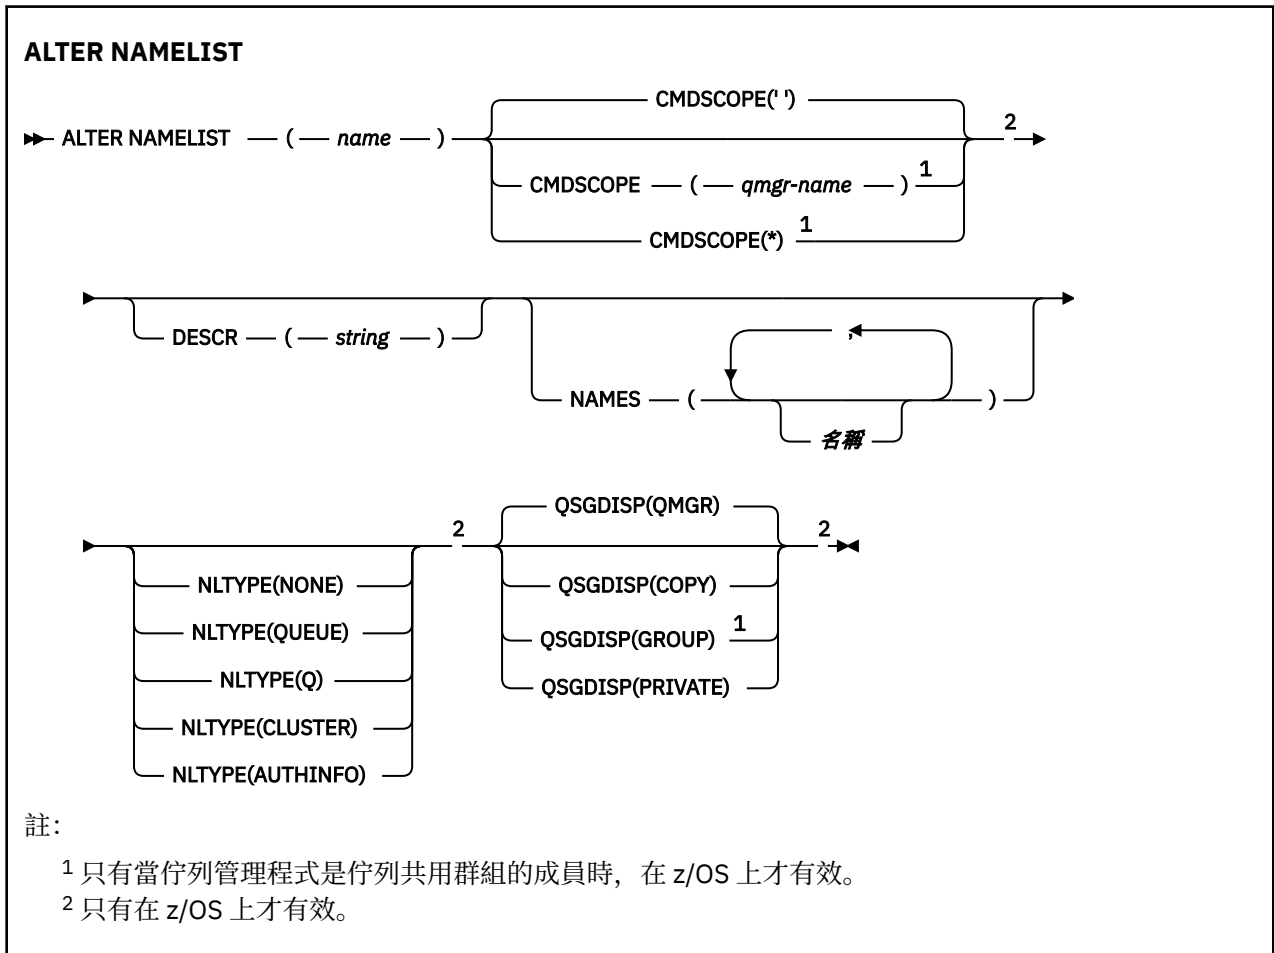 ALTER NAMELIST
CMDSCOPE(' ')
ALTER NAMELIST ( name ) 2
CMDSCOPE ( qmgr-name ) 1
CMDSCOPE(*) 1
DESCR ( string )
,
NAMES ( )
名稱
QSGDISP(QMGR)
2 2
NLTYPE(NONE) QSGDISP(COPY)
NLTYPE(QUEUE) QSGDISP(GROUP) 1
NLTYPE(Q) QSGDISP(PRIVATE)
NLTYPE(CLUSTER)
NLTYPE(AUTHINFO)
註：
1 只有當佇列管理程式是佇列共用群組的成員時，在 z/OS 上才有效。
2 只有在 z/OS 上才有效。